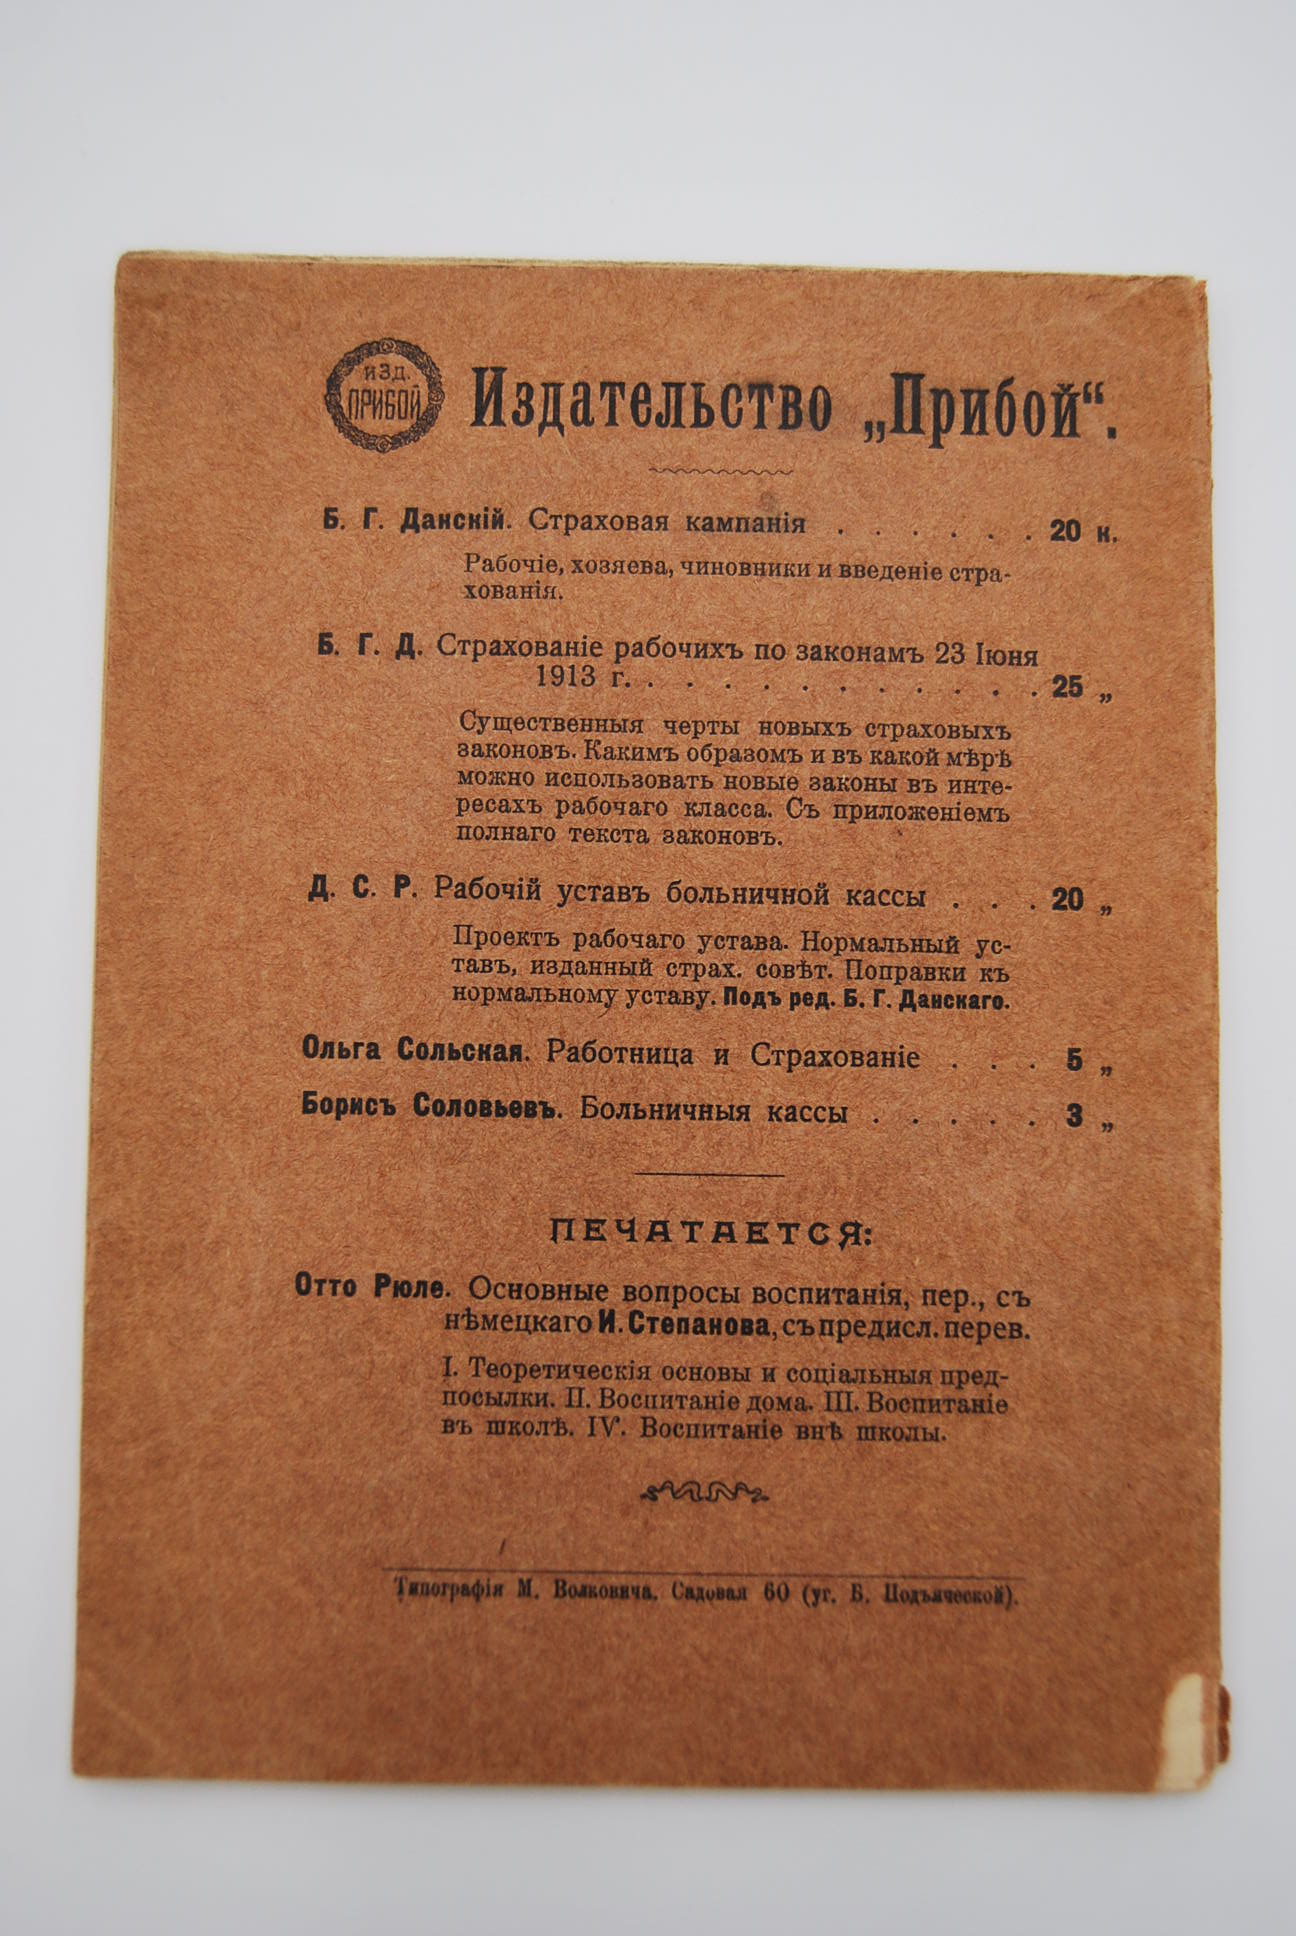 ИЗД.
ПРИБОЙ
Издательство „Прибой“.
Б. Г. Данскій. Страховая кампанія . . . . . . 20 к.
Рабочіе, хозяева, чиновники и введеніе стра-
хованія.
Б. Г. Д. Страхованіе рабочихъ по законамъ 23 Іюня
1913 г. . . . . . . . . . . . . . 25 „
Существенныя черты новыхъ страховыхъ
законовъ. Какимъ образомъ и въ какой мѣрѣ
можно использовать новые законы въ инте-
ресахъ рабочаго класса. Съ приложеніемъ
полнаго текста законовъ.
Д. С. Р. Рабочій уставъ больничной кассы . . . 20 „
Проектъ рабочаго устава. Нормальный ус-
тавъ, изданный страх. совѣт. Поправки къ
нормальному уставу. Подъ ред. Б. Г. Данскаго.
Ольга Сольская. Работница и Страхованіе . . . 5 „
Борисъ Соловьевъ. Больничныя кассы . . . . . 3 „
ПЕЧАТАЕТСЯ:
Отто Рюле. Основные вопросы воспитанія, пер., съ
нѣмецкаго И. Степанова, съ предисл. перев.
I. Теоретическія основы и соціальныя пред-
посылки. II. Воспитаніе дома. III. Воспитаніе
въ школѣ. IV. Воспитаніе внѣ школы.
Типографія М. Волковича, Садовая 60 (уг. Б. Подъяческой).